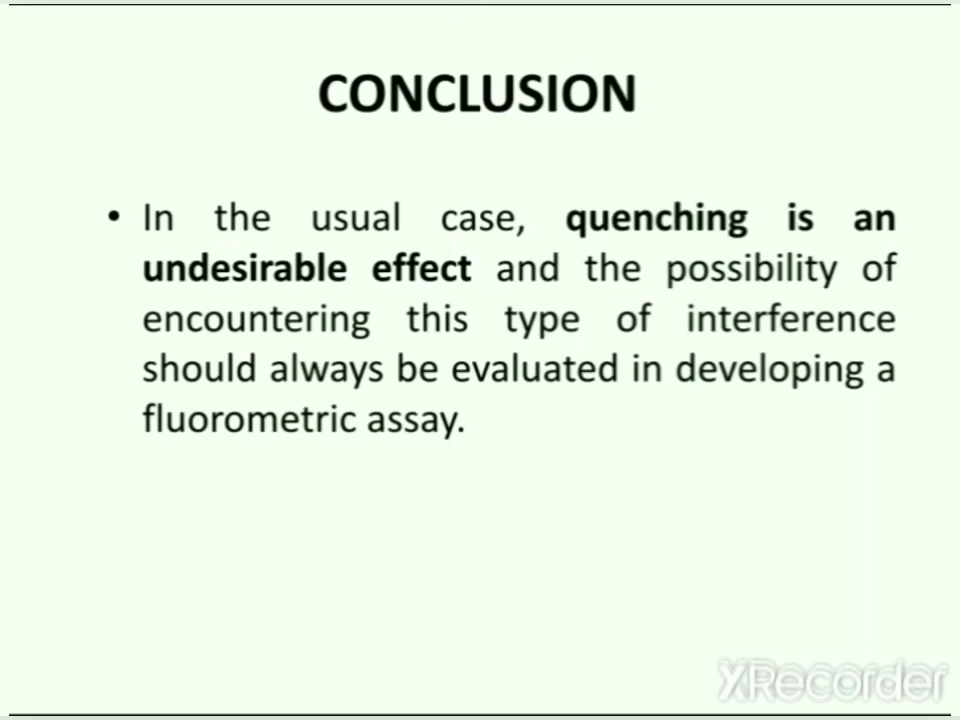 CONCLUSION
• In the usual case, quenching is an
undesirable effect and the possibility of
encountering this type of interference
should always be evaluated in developing a
fluorometric assay.
XRecorder